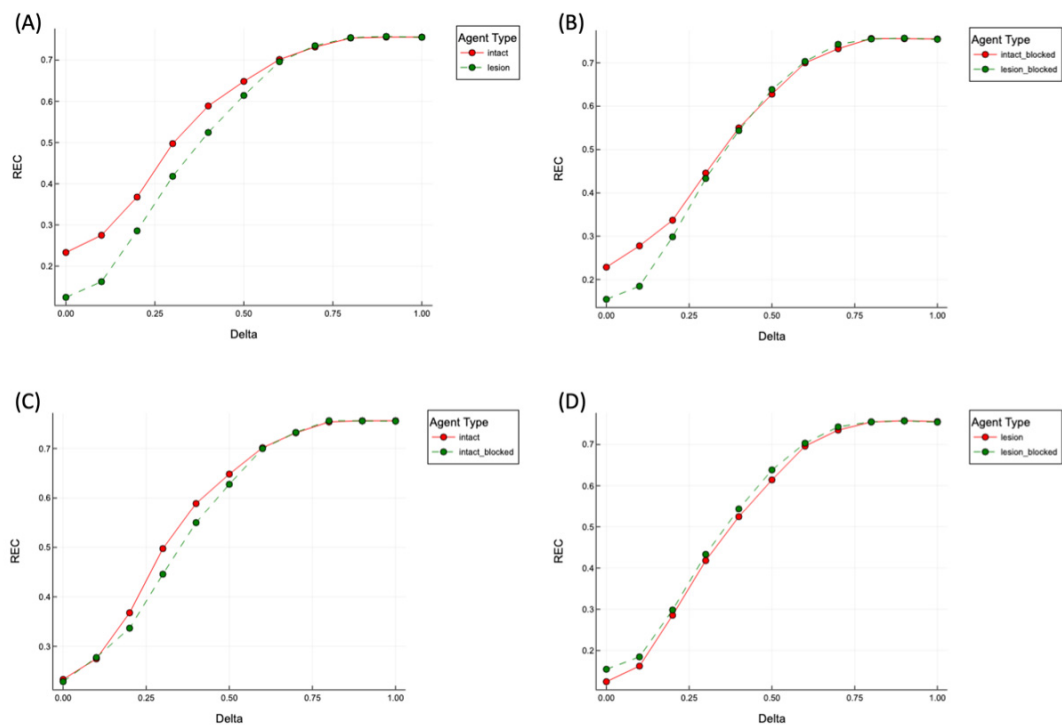 (A)
Agent Type
intact
lesion
REC
0.7
0.6
0.5
0.4
0.3
0.2
0.00
0.25
0.50
0.75
1.00
Delta
(B)
Agent Type
intact_blocked
lesion_blocked
REC
0.7
0.6
0.5
0.4
0.3
0.2
0.00
0.25
0.50
0.75
1.00
Delta
(C)
Agent Type
intact
intact_blocked
REC
0.7
0.6
0.5
0.4
0.3
0.00
0.25
0.50
0.75
1.00
Delta
(D)
Agent Type
lesion
lesion_blocked
REC
0.7
0.6
0.5
0.4
0.3
0.2
0.00
0.25
0.50
0.75
1.00
Delta